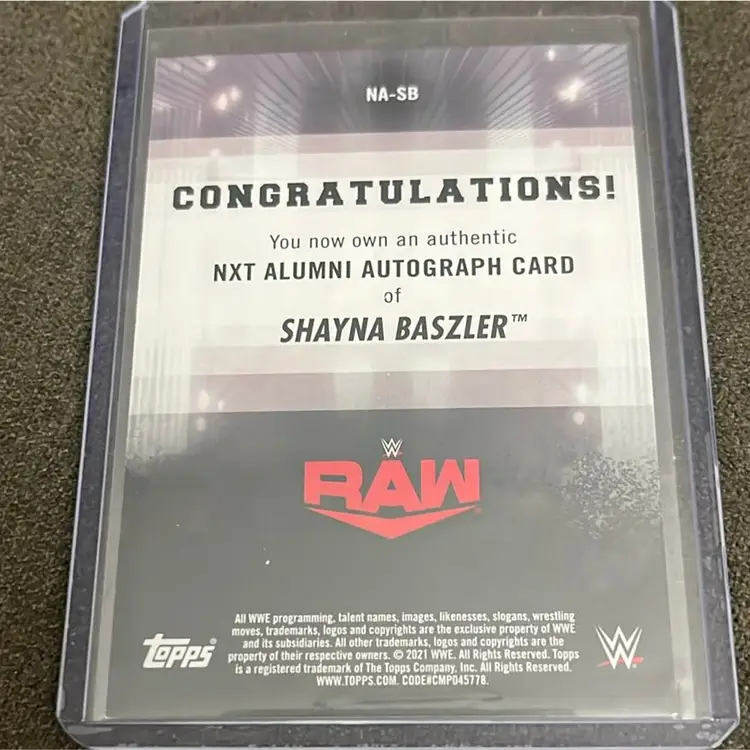 NA-SB
CONGRATULATIONS!
You now own an authentic
NXT ALUMNI AUTOGRAPH CARD
of
SHAYNA BASZLER™
W
RAW
All WWE programming, talent names, images, likenesses, slogans, wrestling
moves, trademarks, logos and copyrights are the exclusive property of WWE
and its subsidiaries. All other trademarks, logos and copyrights are the
property of their respective owners. © 2021 WWE. All Rights Reserved. Topps
is a registered trademark of The Topps Company, Inc. All Rights Reserved.
WWW.TOPPS.COM. CODE#CMP045778.
topps
W